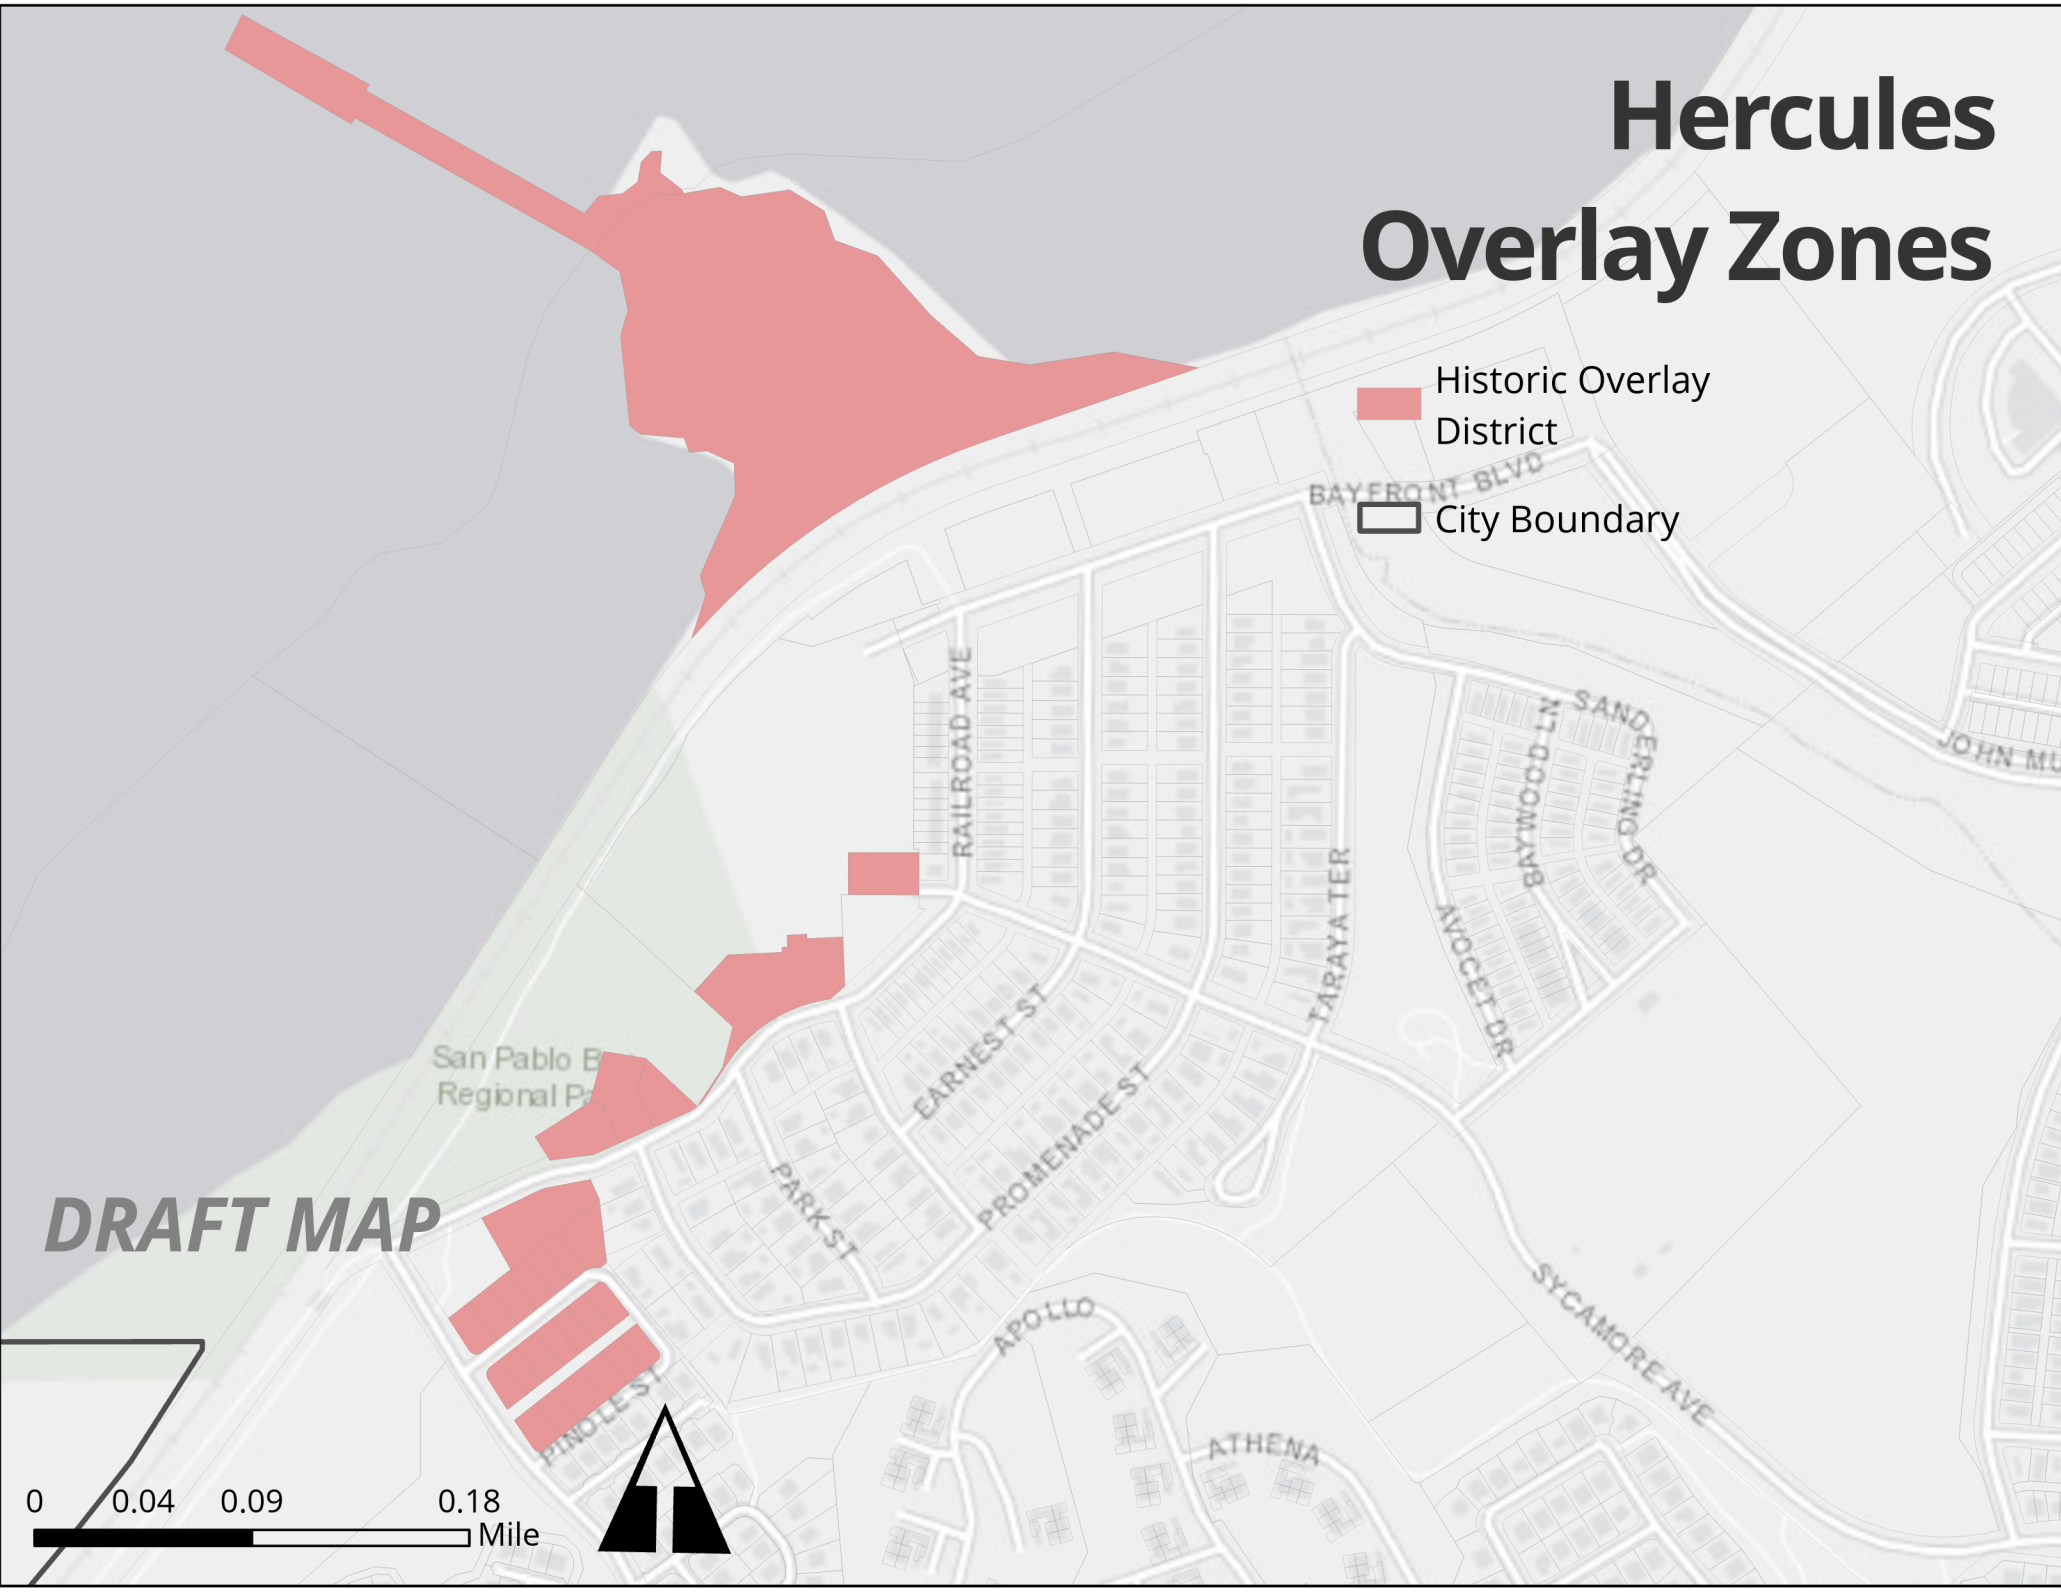 Hercules
Overlay Zones
Historic Overlay
District
City Boundary
BAYFRONT BLVD
RAILROAD AVE
SANDERLING DR
BAYWOOD LN
JOHN MU
TARAYA TER
AVOCET DR
EARNEST ST
PROMENADE ST
San Pablo B
Regional Pa
PARK ST
DRAFT MAP
SYCAMORE AVE
APOLLO
ATHENA
PINOLE ST
0 0.04 0.09 0.18
Mile